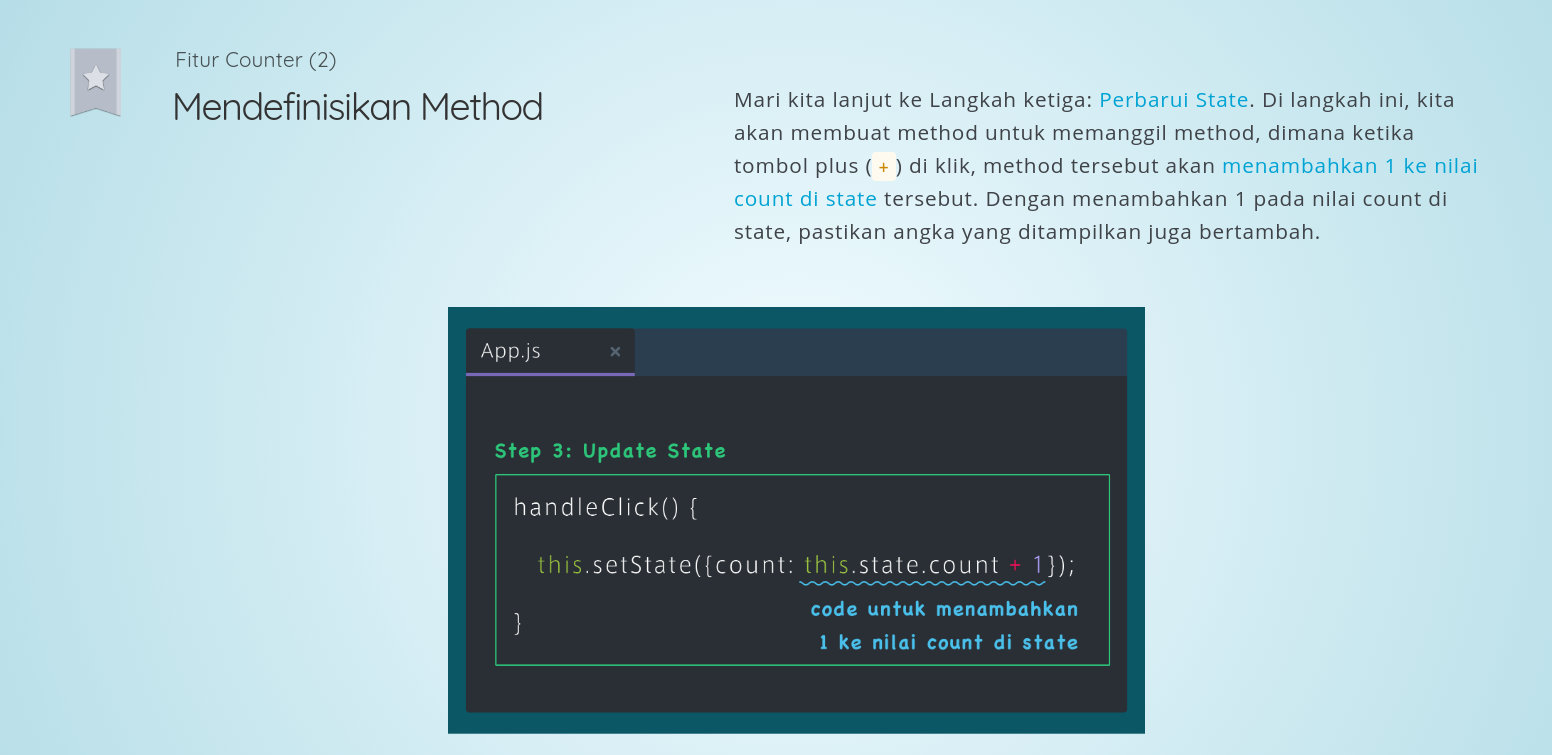 Fitur Counter (2)
Mendefinisikan Method
Mari kita lanjut ke Langkah ketiga: Perbarui State. Di langkah ini, kita
akan membuat method untuk memanggil method, dimana ketika
tombol plus ( + ) di klik, method tersebut akan menambahkan 1 ke nilai
count di state tersebut. Dengan menambahkan 1 pada nilai count di
state, pastikan angka yang ditampilkan juga bertambah.
App.js ×
Step 3: Update State
handleClick() {
this.setState({count: this.state.count + 1});
code untuk menambahkan
}
1 ke nilai count di state